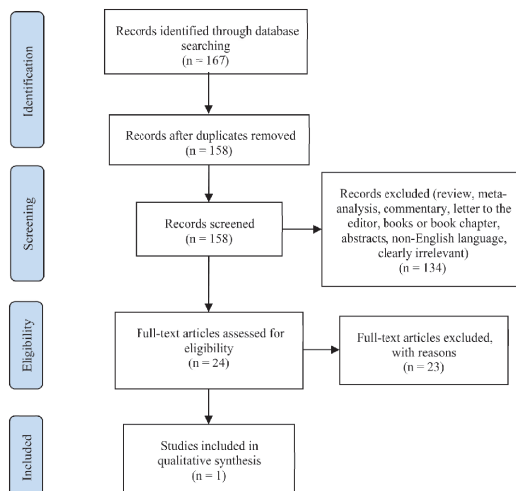 Identification
Records identified through database
searching
(n = 167)
Records after duplicates removed
(n = 158)
Screening
Records screened
(n = 158)
Records excluded (review, meta-
analysis, commentary, letter to the
editor, books or book chapter,
abstracts, non-English language,
clearly irrelevant)
(n = 134)
Eligibility
Full-text articles assessed for
eligibility
(n = 24)
Full-text articles excluded,
with reasons
(n = 23)
Included
Studies included in
qualitative synthesis
(n = 1)